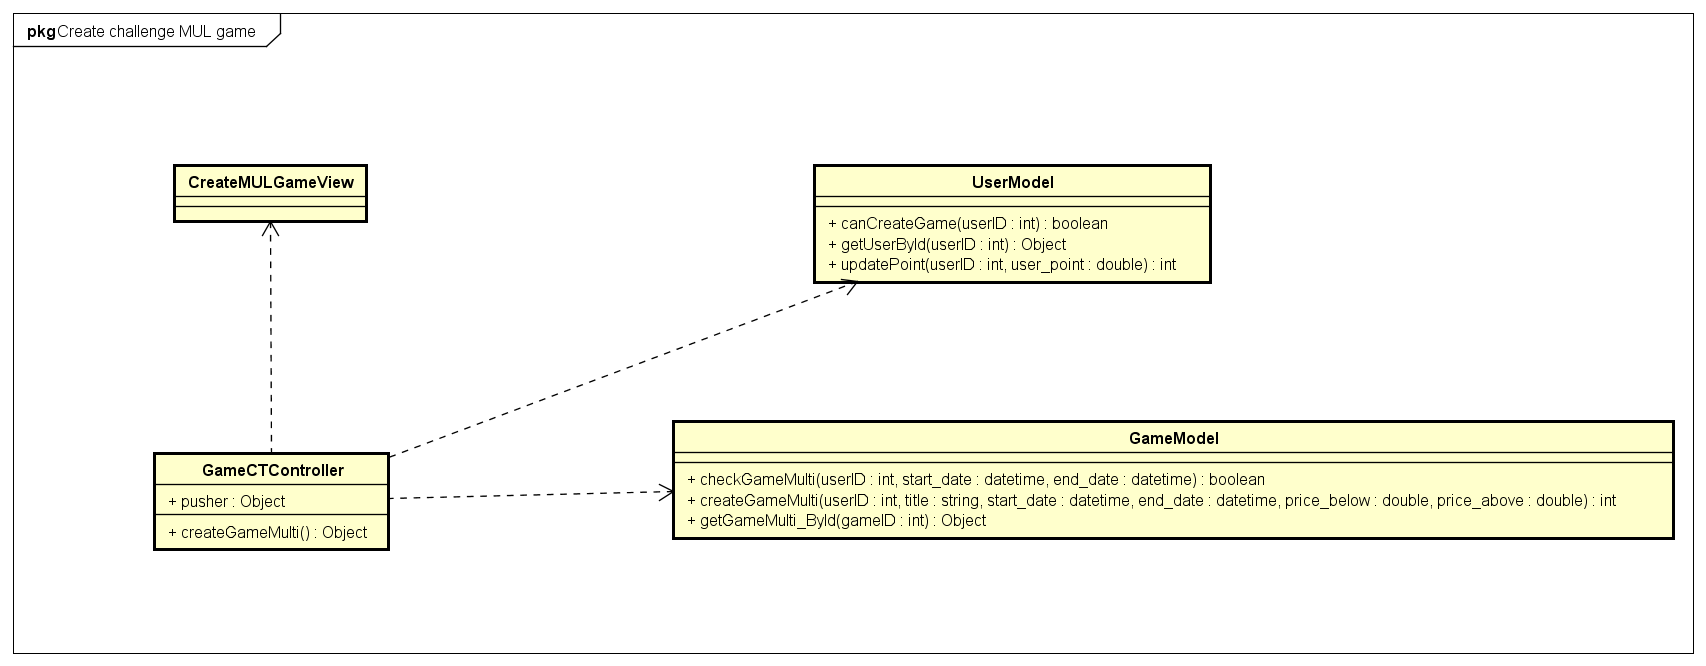 pkg Create challenge MUL game
CreateMULGameView
UserModel
+ canCreateGame(userID : int) : boolean
+ getUserById(userID : int) : Object
+ updatePoint(userID : int, user_point : double) : int
GameCTController
+ pusher : Object
+ createGameMulti() : Object
GameModel
+ checkGameMulti(userID : int, start_date : datetime, end_date : datetime) : boolean
+ createGameMulti(userID : int, title : string, start_date : datetime, end_date : datetime, price_below : double, price_above : double) : int
+ getGameMulti_ById(gameID : int) : Object